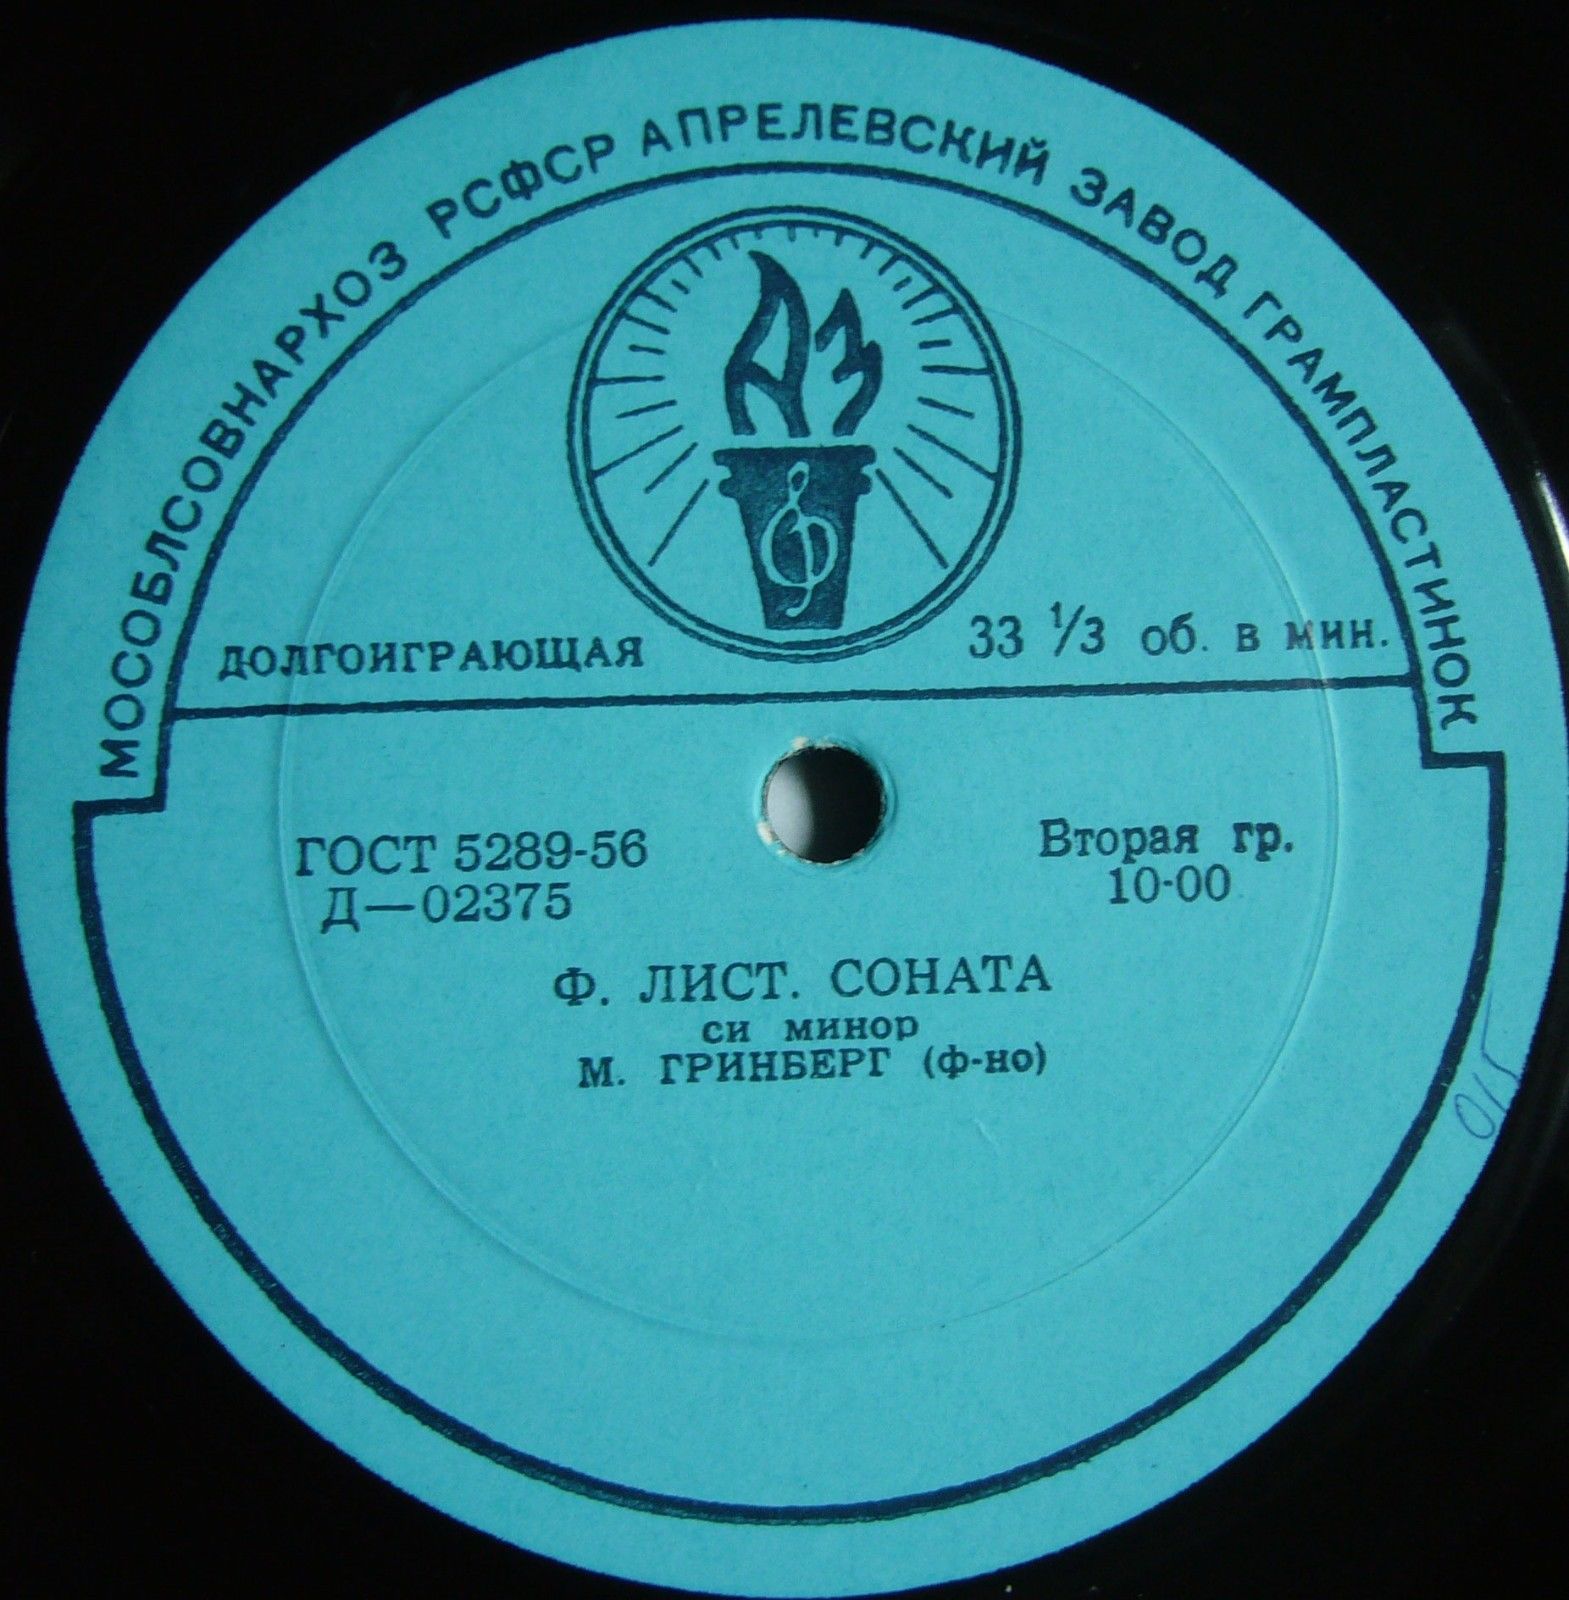 МОСОБЛСОВНАРХОЗ РСФСР АПРЕЛЕВСКИЙ ЗАВОД ГРАМПЛАСТИНОК
АЗ
ДОЛГОИГРАЮЩАЯ 33 1/3 об. в мин.
ГОСТ 5289-56 Вторая гр.
Д—02375 10-00
Ф. ЛИСТ. СОНАТА
си минор
М. ГРИНБЕРГ (ф-но)